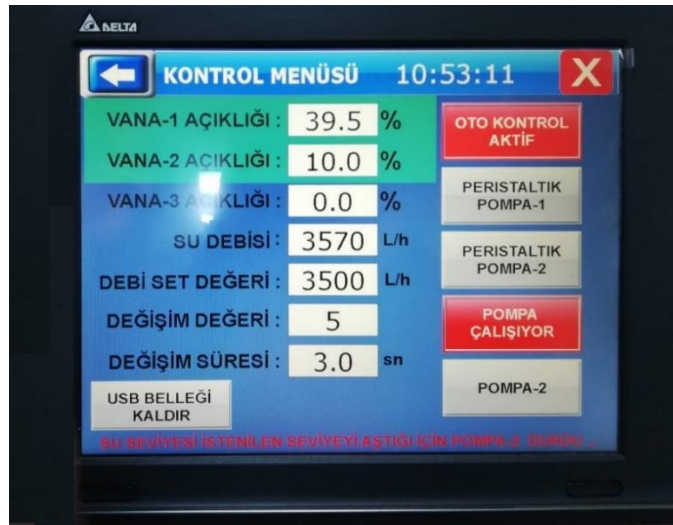 DELTA
KONTROL MENÜSÜ 10:53:11 X
VANA-1 AÇIKLIĞI : 39.5 %
OTO KONTROL
AKTİF
VANA-2 AÇIKLIĞI : 10.0 %
VANA-3 AÇIKLIĞI : 0.0 %
PERISTALTIK
POMPA-1
SU DEBİSİ : 3570 L/h
PERISTALTIK
POMPA-2
DEBİ SET DEĞERİ : 3500 L/h
DEĞİŞİM DEĞERİ : 5
POMPA
ÇALIŞIYOR
DEĞİŞİM SÜRESİ : 3.0 sn
USB BELLEĞİ
KALDIR
POMPA-2
SU SEVİYESİ İSTENİLEN SEVİYEYİ AŞTIĞI İÇİN POMPA-2 DURDU ...